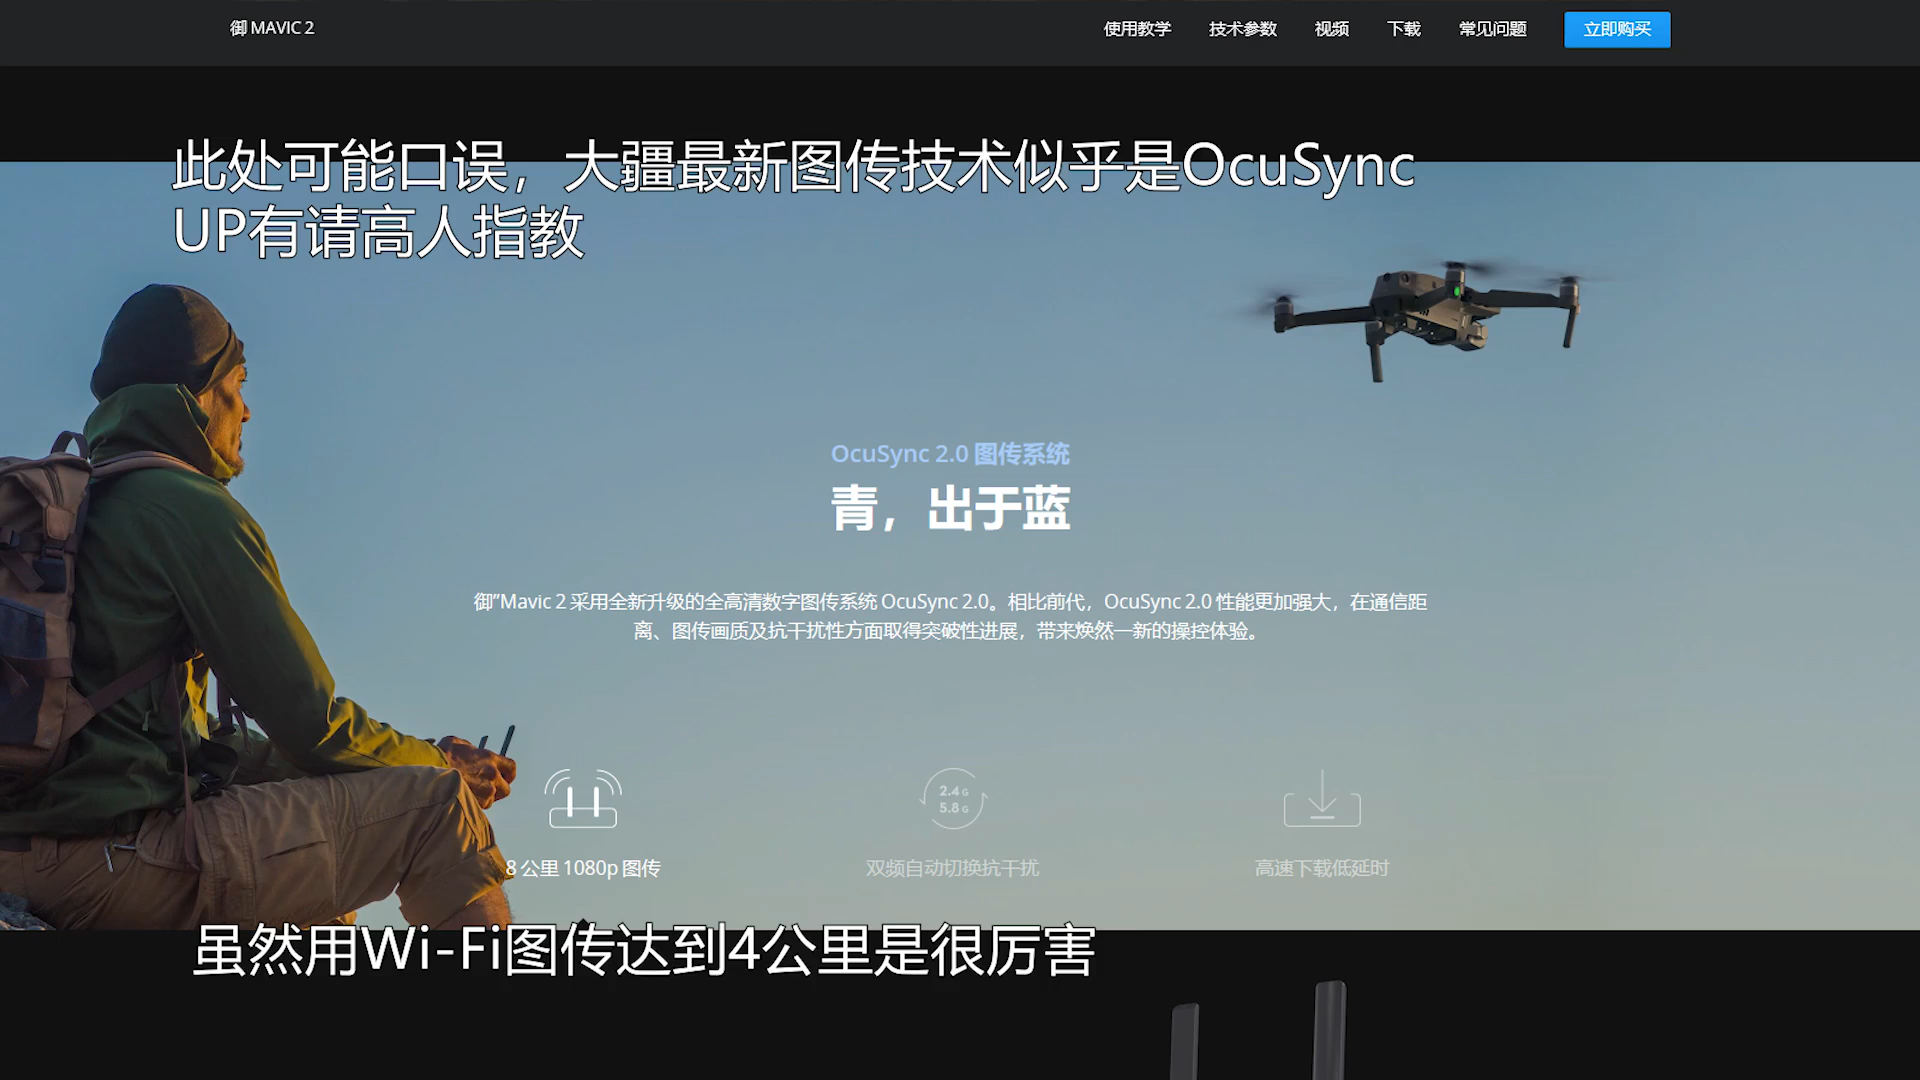 御 MAVIC 2
使用教学
技术参数
视频
下载
常见问题
立即购买
此处可能口误，大疆最新图传技术似乎是OcuSync
UP有请高人指教
OcuSync 2.0 图传系统
青，出于蓝
御”Mavic 2 采用全新升级的全高清数字图传系统 OcuSync 2.0。相比前代，OcuSync 2.0 性能更加强大，在通信距
离、图传画质及抗干扰性方面取得突破性进展，带来焕然一新的操控体验。
2.4 G
5.8 G
8 公里 1080p 图传
双频自动切换抗干扰
高速下载低延时
虽然用Wi-Fi图传达到4公里是很厉害